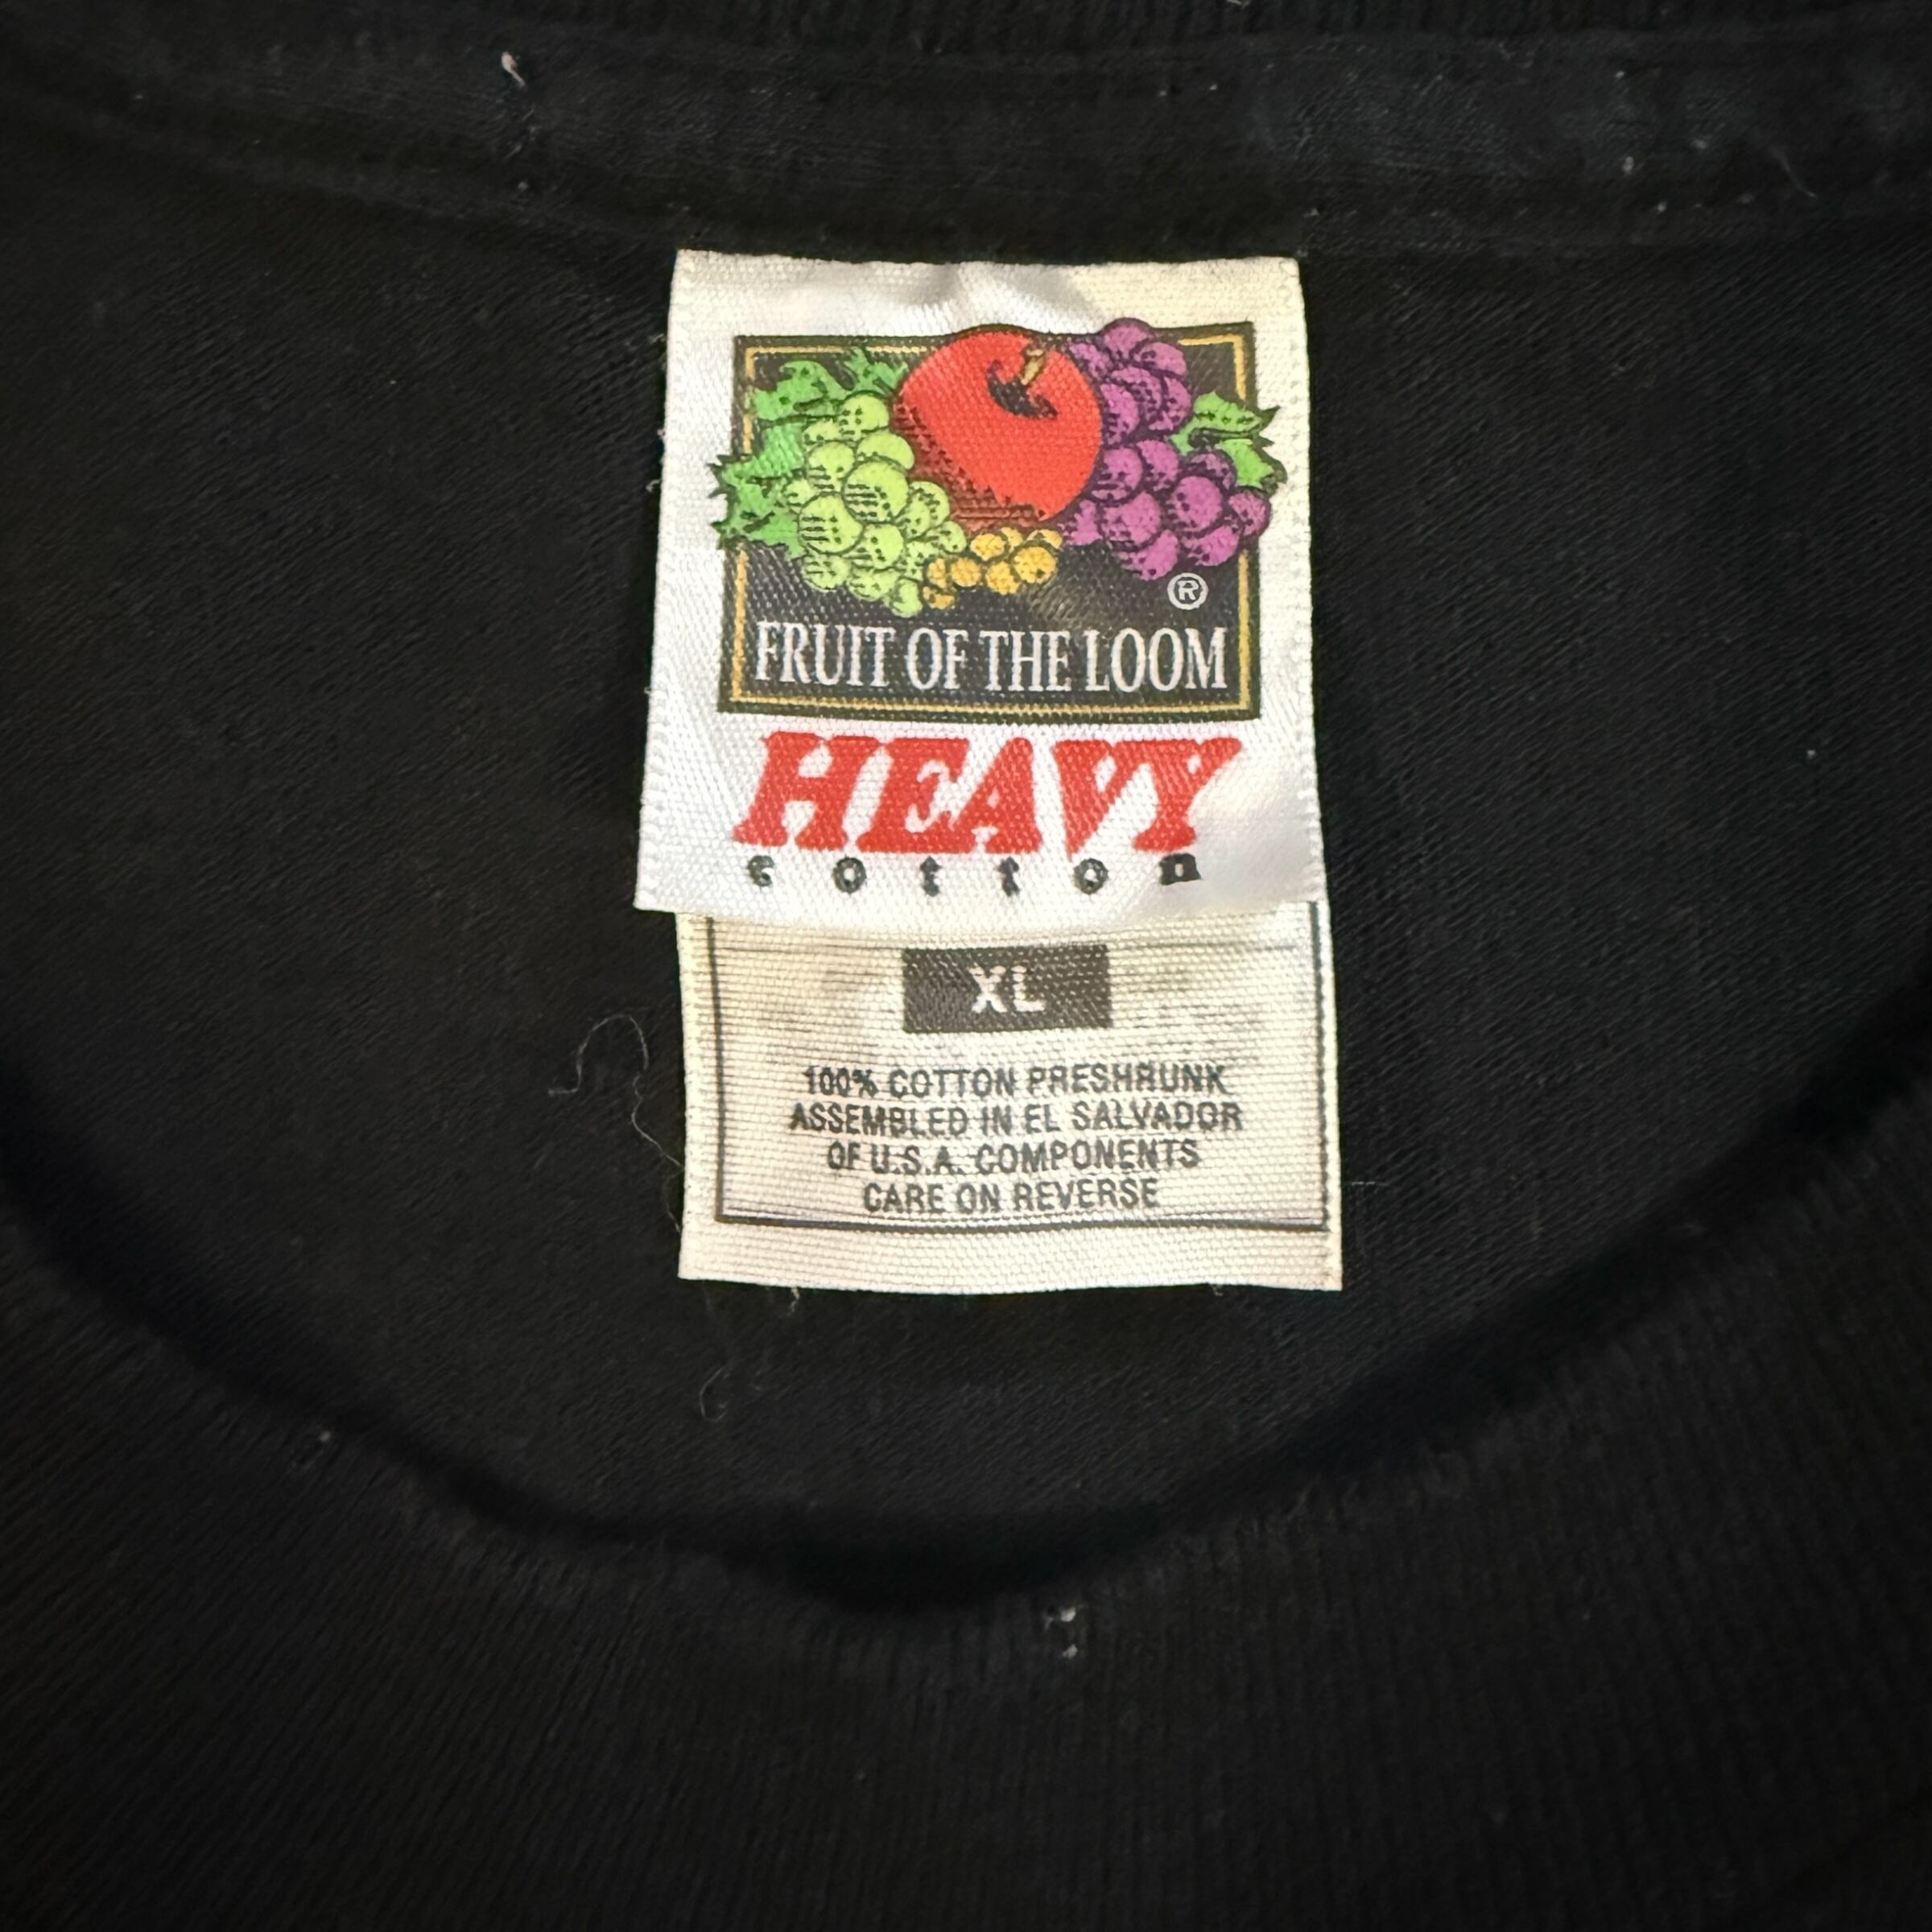 ®
FRUIT OF THE LOOM
HEAVY
cotton
XL
100% COTTON PRESHRUNK
ASSEMBLED IN EL SALVADOR
OF U.S.A. COMPONENTS
CARE ON REVERSE